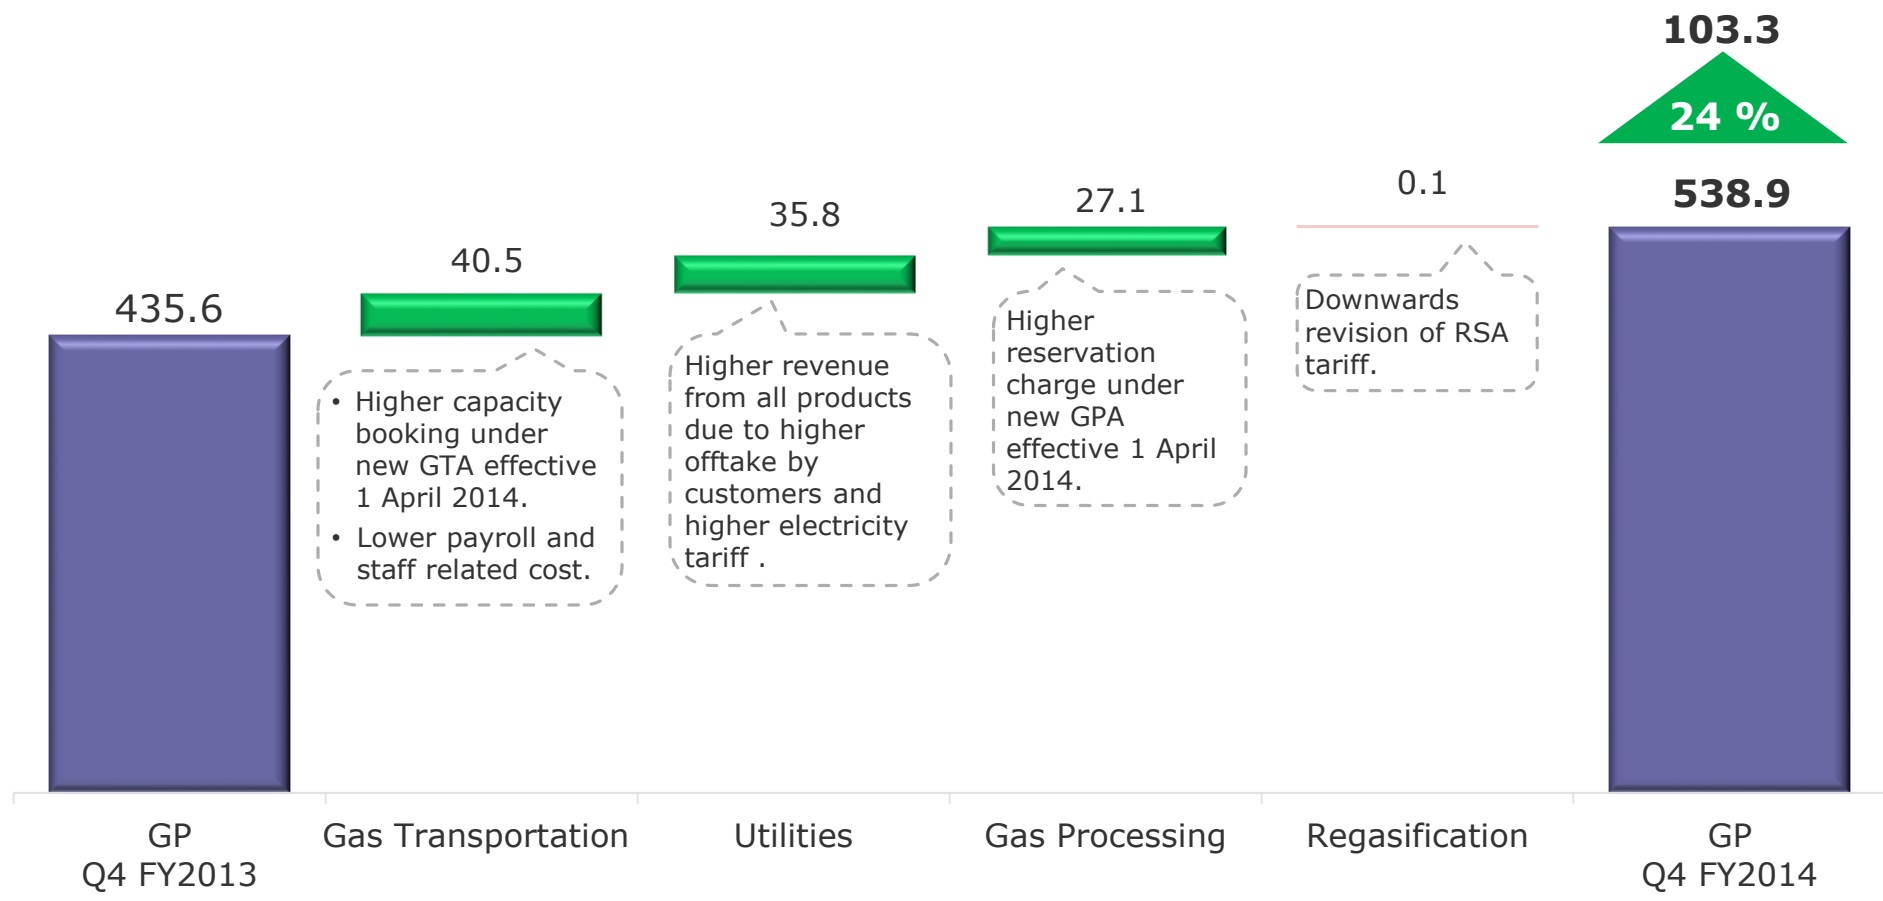 103.3
24 %
538.9
435.6
40.5
35.8
27.1
0.1
• Higher capacity
booking under
new GTA effective
1 April 2014.
• Lower payroll and
staff related cost.
Higher revenue
from all products
due to higher
offtake by
customers and
higher electricity
tariff .
Higher
reservation
charge under
new GPA
effective 1 April
2014.
Downwards
revision of RSA
tariff.
GP
Q4 FY2013
Gas Transportation
Utilities
Gas Processing
Regasification
GP
Q4 FY2014